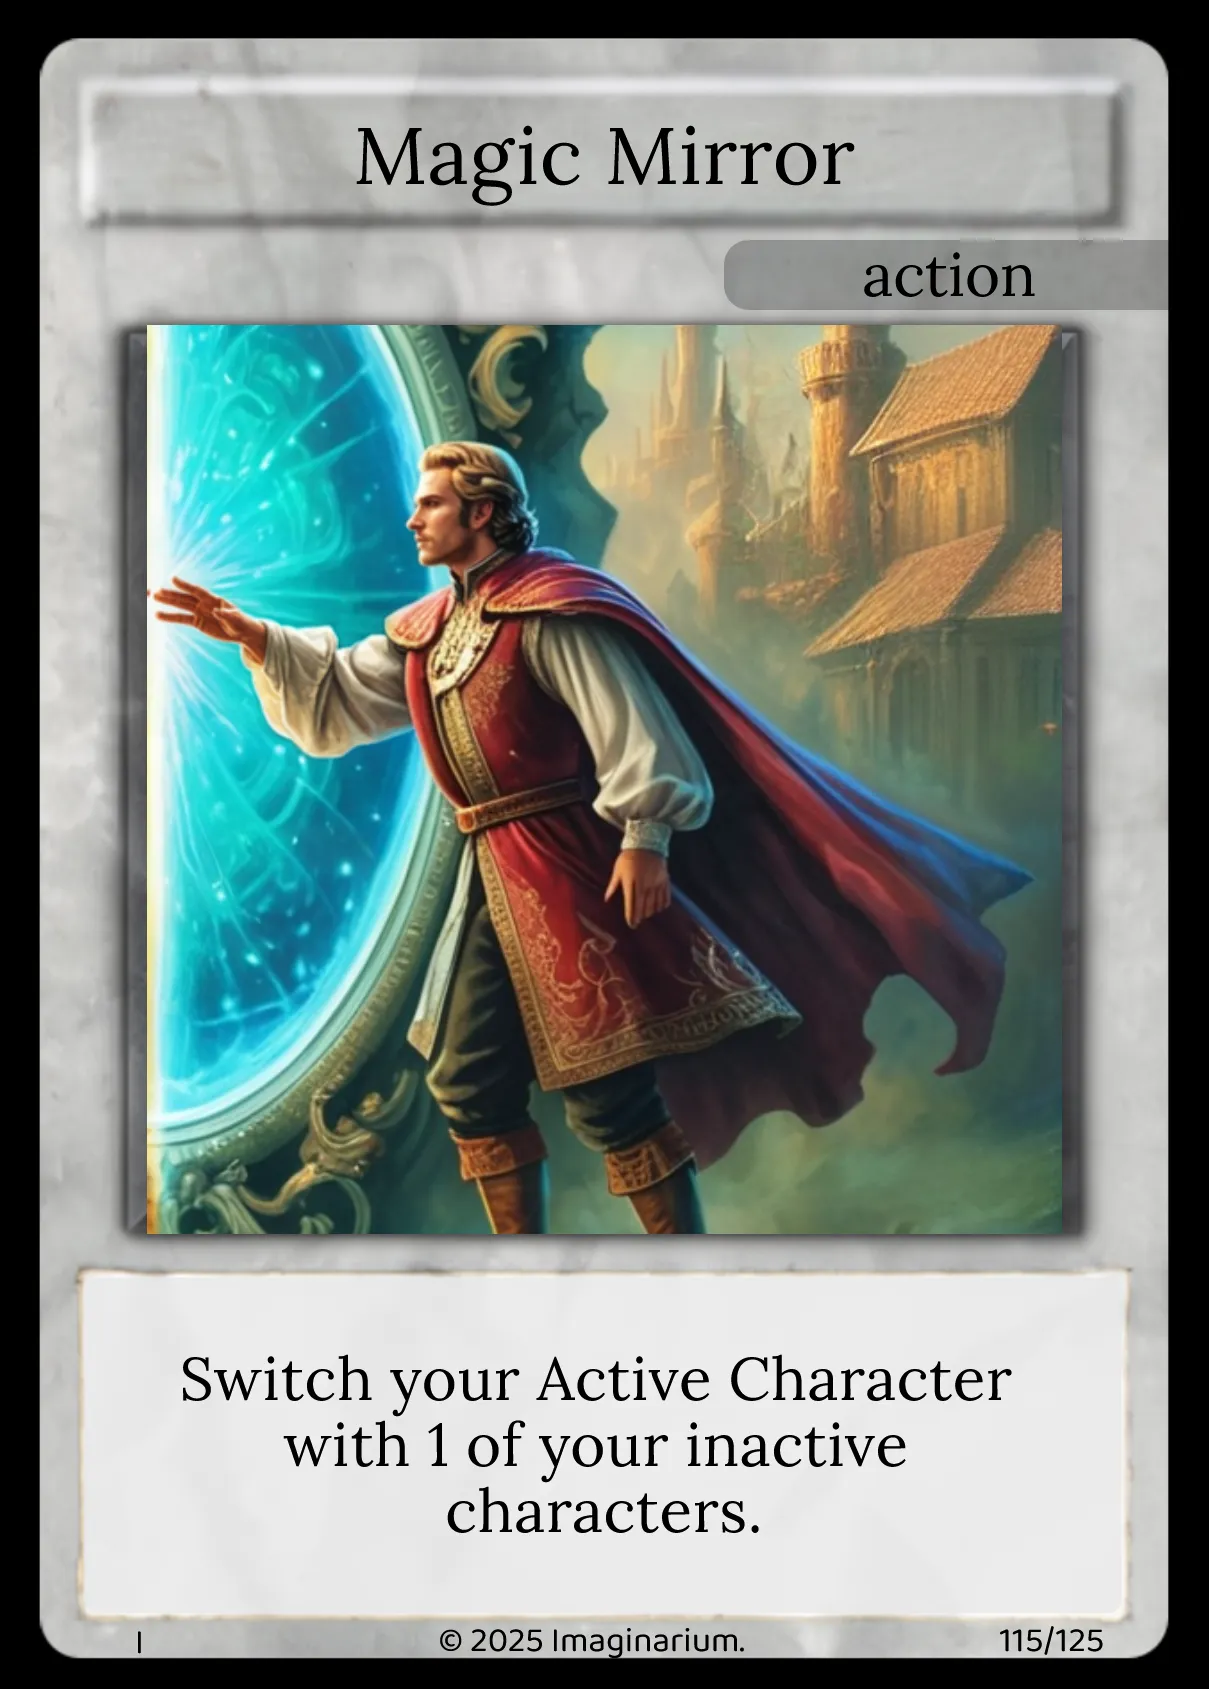 Magic Mirror
action
Switch your Active Character
with 1 of your inactive
characters.
I © 2025 Imaginarium. 115/125